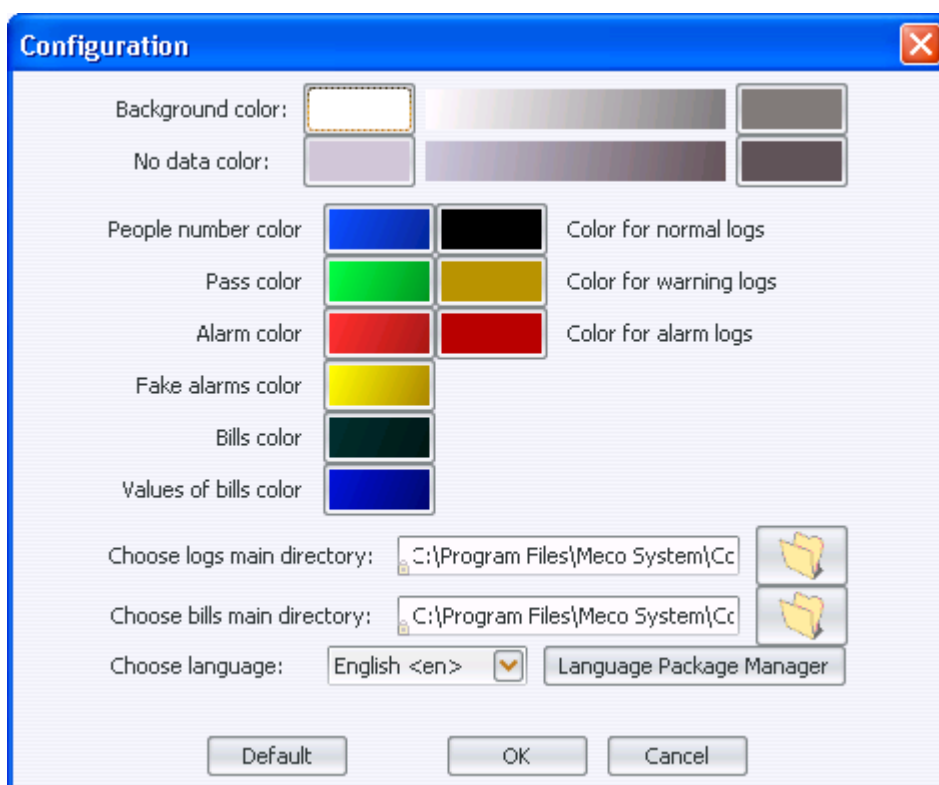 Configuration
Background color:
No data color:
People number color
Color for normal logs
Pass color
Color for warning logs
Alarm color
Color for alarm logs
Fake alarms color
Bills color
Values of bills color
Choose logs main directory: C:\Program Files\Meco System\Cc
Choose bills main directory: C:\Program Files\Meco System\Cc
Choose language: English <en> Language Package Manager
Default OK Cancel